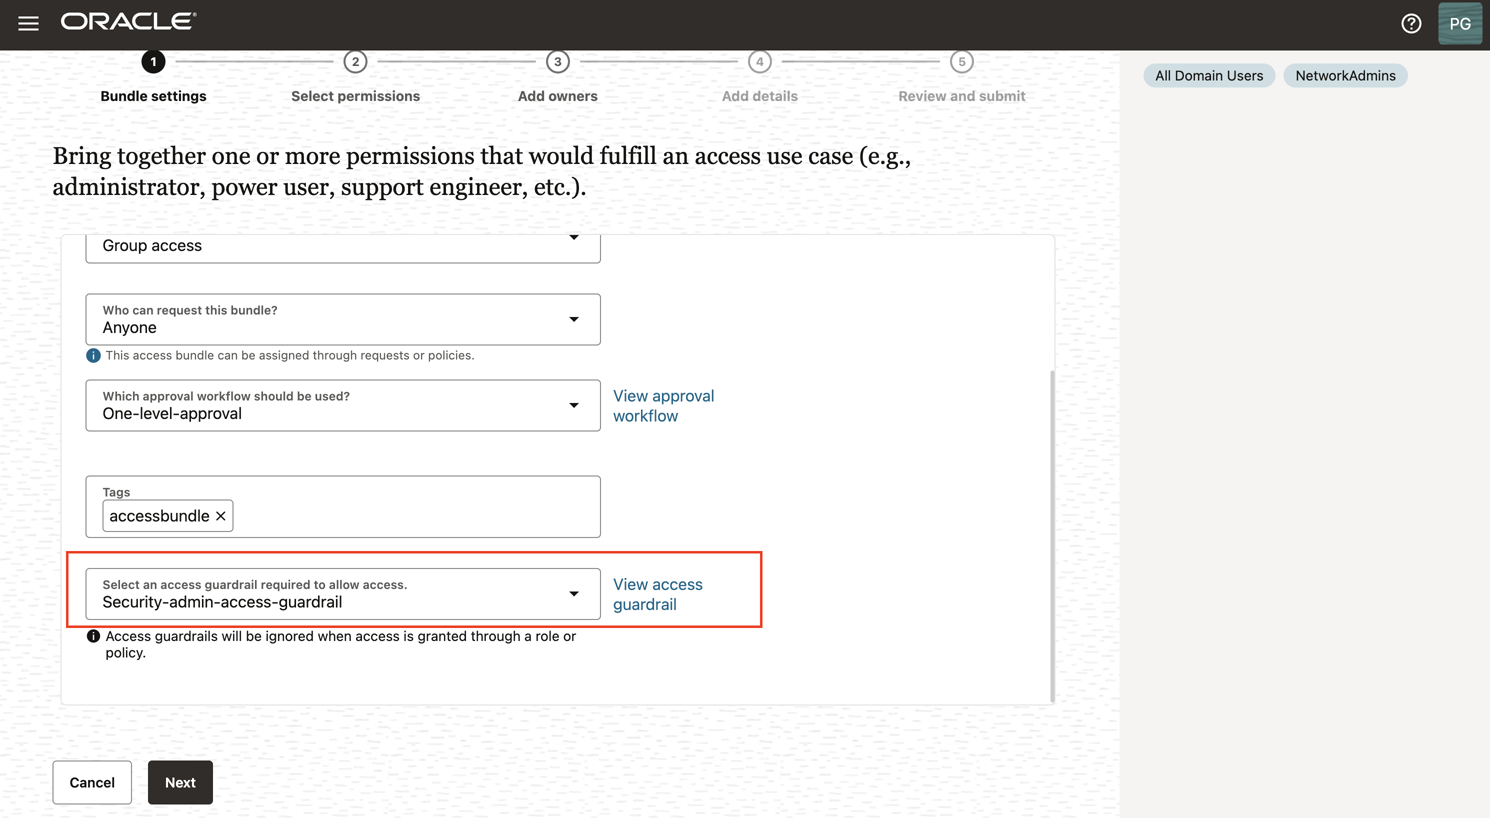 ORACLE
PG
1 2 3 4 5
Bundle settings Select permissions Add owners Add details Review and submit
All Domain Users NetworkAdmins
Bring together one or more permissions that would fulfill an access use case (e.g.,
administrator, power user, support engineer, etc.).
Group access
Who can request this bundle?
Anyone
This access bundle can be assigned through requests or policies.
Which approval workflow should be used?
One-level-approval
View approval
workflow
Tags
accessbundle
Select an access guardrail required to allow access.
Security-admin-access-guardrail
View access
guardrail
Access guardrails will be ignored when access is granted through a role or
policy.
Cancel Next